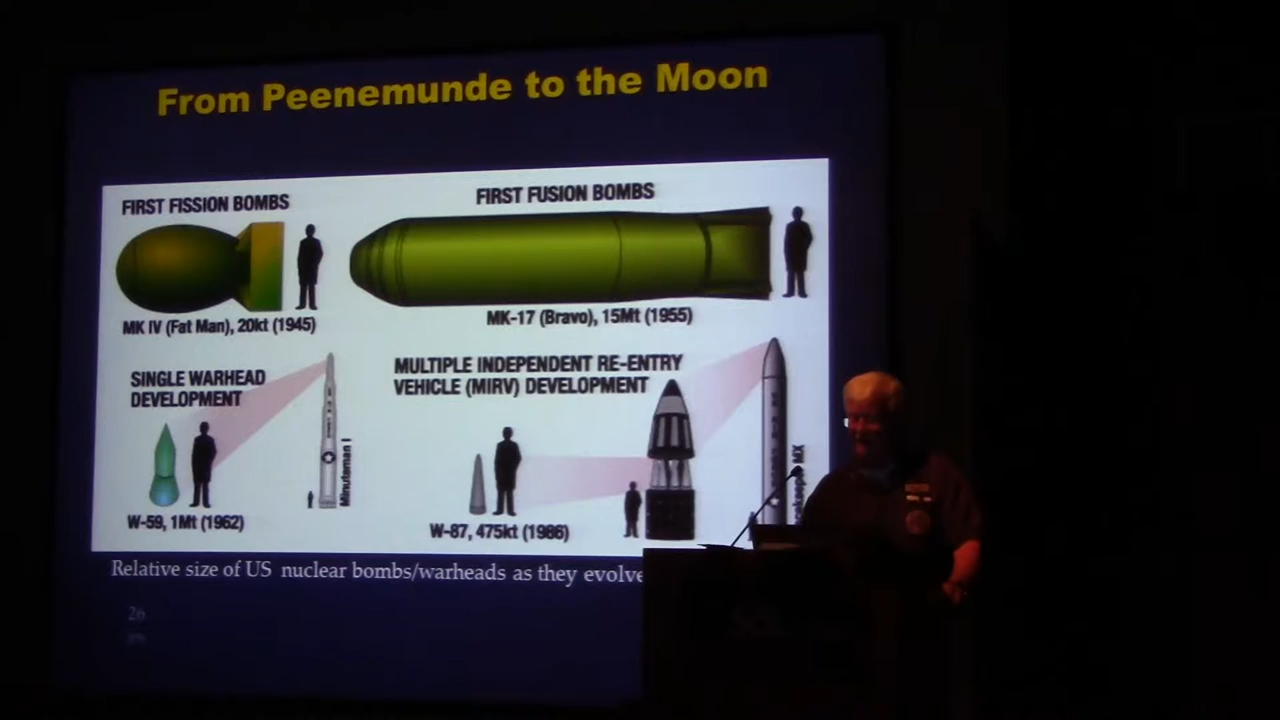 From Peenemunde to the Moon
FIRST FISSION BOMBS
FIRST FUSION BOMBS
MK IV (Fat Man), 20kt (1945)
MK-17 (Bravo), 15Mt (1955)
SINGLE WARHEAD
DEVELOPMENT
Minuteman I
W-59, 1Mt (1962)
MULTIPLE INDEPENDENT RE-ENTRY
VEHICLE (MIRV) DEVELOPMENT
MX
W-87, 475kt (1986)
Relative size of US nuclear bombs/warheads as they evolve
26